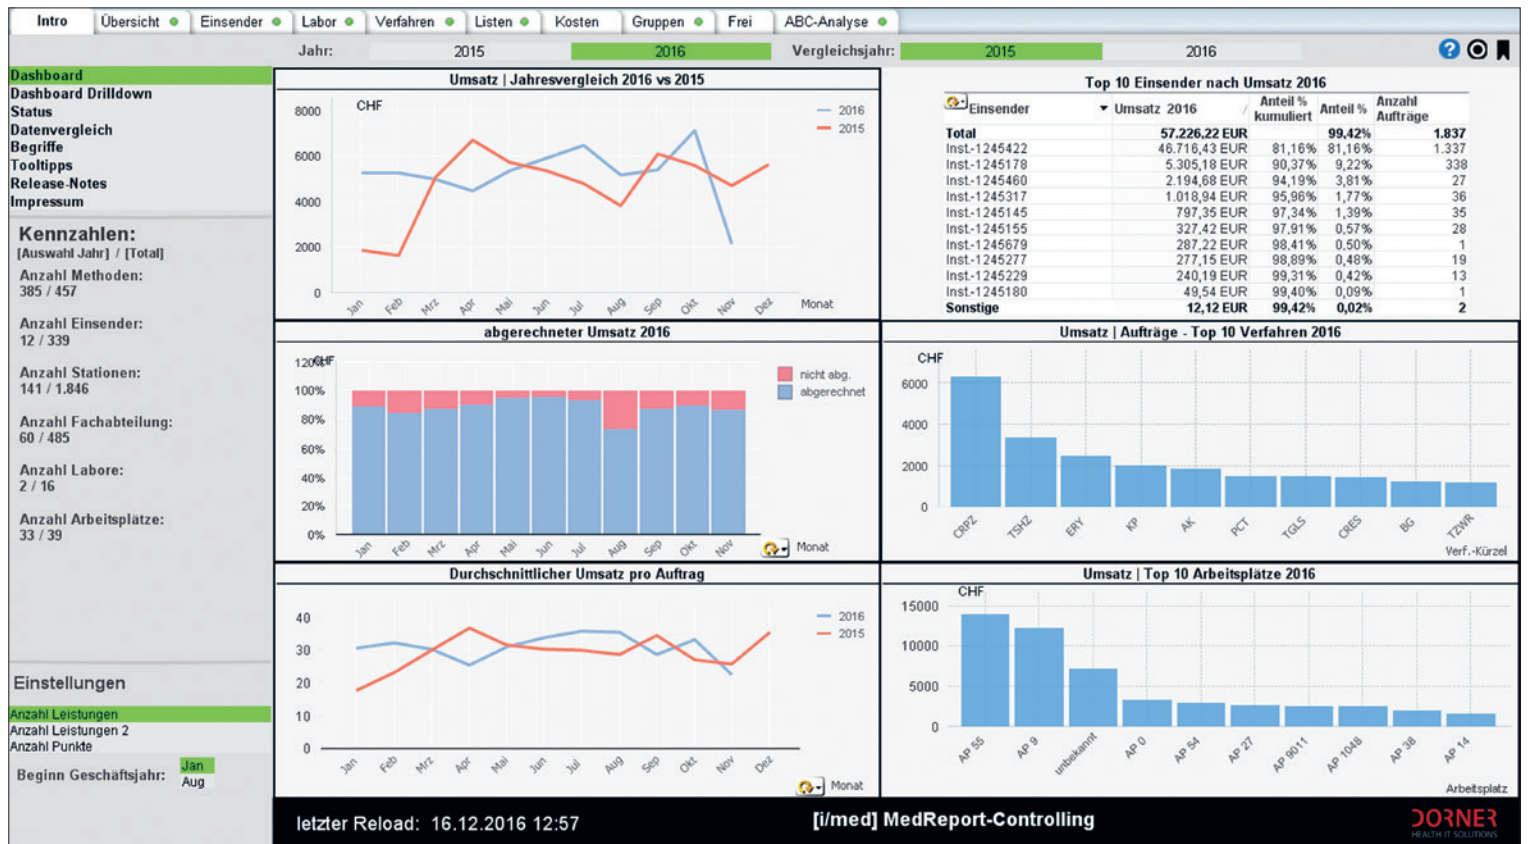 Intro Übersicht Einsender Labor Verfahren Listen Kosten Gruppen Frei ABC-Analyse
Jahr: 2015 2016 Vergleichsjahr: 2015 2016
Dashboard
Dashboard Drilldown
Status
Datenvergleich
Begriffe
Tooltipps
Release-Notes
Impressum
Kennzahlen:
[Auswahl Jahr] / [Total]
Anzahl Methoden:
385 / 457
Anzahl Einsender:
12 / 339
Anzahl Stationen:
141 / 1.846
Anzahl Fachabteilung:
60 / 485
Anzahl Labore:
2 / 16
Anzahl Arbeitsplätze:
33 / 39
Einstellungen
Anzahl Leistungen
Anzahl Leistungen 2
Anzahl Punkte
Beginn Geschäftsjahr: Jan
Aug
Umsatz | Jahresvergleich 2016 vs 2015
CHF
8000
6000
4000
2000
0
Jan Feb Mrz Apr Mai Jun Jul Aug Sep Okt Nov Dez Monat
2016
2015
Top 10 Einsender nach Umsatz 2016
Einsender Umsatz 2016 Anteil % kumuliert Anteil % Anzahl Aufträge
Total 57.226,22 EUR 99,42% 1.837
Inst.-1245422 46.716,43 EUR 81,16% 81,16% 1.337
Inst.-1245178 5.305,18 EUR 90,37% 9,22% 338
Inst.-1245460 2.194,68 EUR 94,19% 3,81% 27
Inst.-1245317 1.018,94 EUR 95,96% 1,77% 36
Inst.-1245145 797,35 EUR 97,34% 1,39% 35
Inst.-1245155 327,42 EUR 97,91% 0,57% 28
Inst.-1245679 287,22 EUR 98,41% 0,50% 1
Inst.-1245277 277,15 EUR 98,89% 0,48% 19
Inst.-1245229 240,19 EUR 99,31% 0,42% 13
Inst.-1245180 49,54 EUR 99,40% 0,09% 1
Sonstige 12,12 EUR 99,42% 0,02% 2
abgerechneter Umsatz 2016
CHF
120%
100%
80%
60%
40%
20%
0%
Jan Feb Mrz Apr Mai Jun Jul Aug Sep Okt Nov Monat
nicht abg.
abgerechnet
Umsatz | Aufträge - Top 10 Verfahren 2016
CHF
6000
4000
2000
0
CRPZ TSHZ ERY KP AK PCT TGLS CRES BG TZWR
Verf.-Kürzel
Durchschnittlicher Umsatz pro Auftrag
40
30
20
10
0
Jan Feb Mrz Apr Mai Jun Jul Aug Sep Okt Nov Dez
Monat
2016
2015
Umsatz | Top 10 Arbeitsplätze 2016
CHF
15000
10000
5000
0
AP 55 AP 9 unbekannt AP 0 AP 54 AP 27 AP 9011 AP 1048 AP 38 AP 14
Arbeitsplatz
letzter Reload: 16.12.2016 12:57
[i/med] MedReport-Controlling
DORNER
HEALTH IT SOLUTIONS